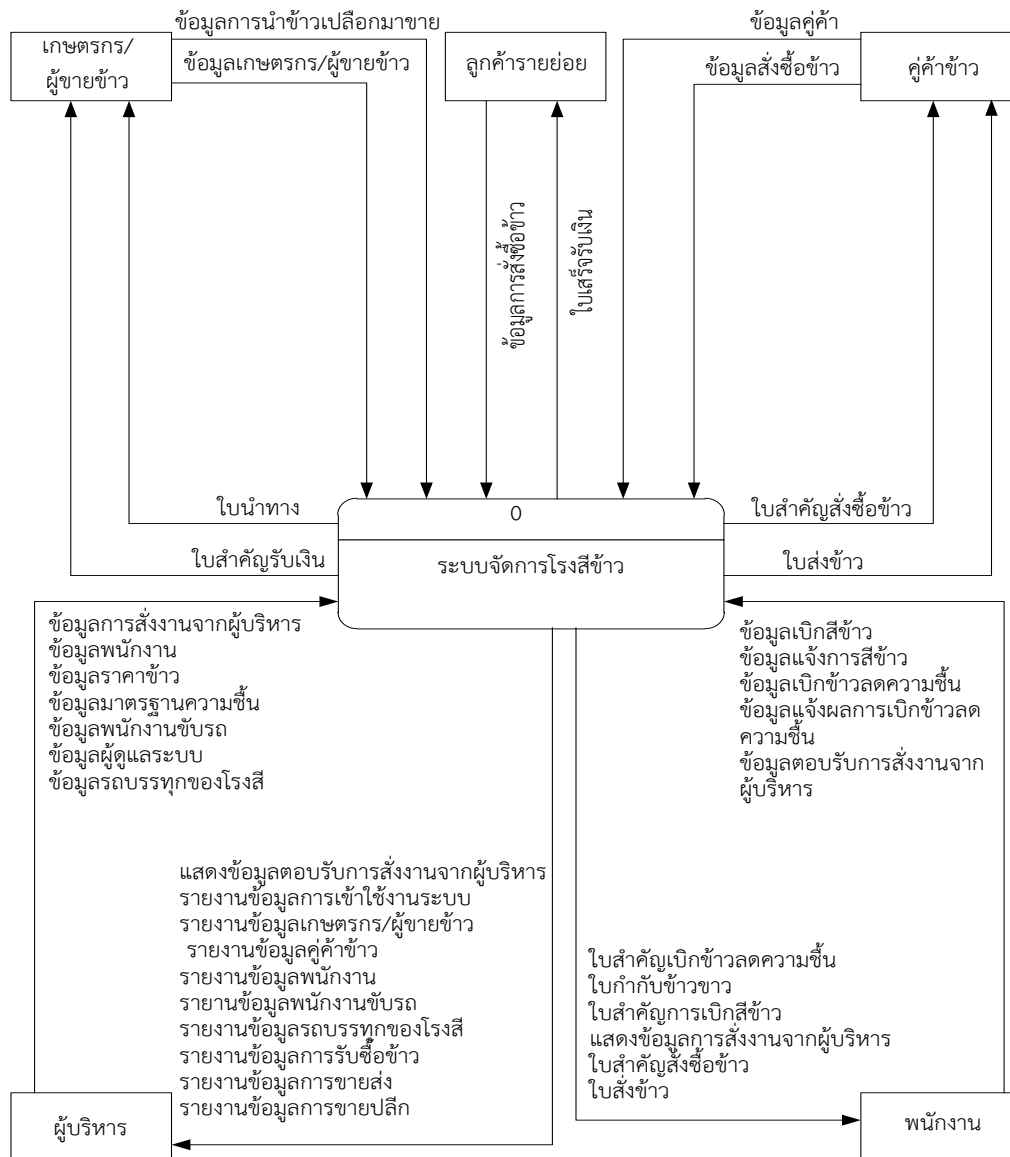 ข้อมูลการนำข้าวเปลือกมาขาย
ข้อมูลคู่ค้า
เกษตรกร/
ผู้ขายข้าว
ข้อมูลเกษตรกร/ผู้ขายข้าว
ลูกค้ารายย่อย
ข้อมูลสั่งซื้อข้าว
คู่ค้าข้าว
ข้อมูลการสั่งซื้อข้าว
ใบเสร็จรับเงิน
ใบนำทาง
0
ใบสำคัญสั่งซื้อข้าว
ใบสำคัญรับเงิน
ระบบจัดการโรงสีข้าว
ใบส่งข้าว
ข้อมูลการสั่งงานจากผู้บริหาร
ข้อมูลพนักงาน
ข้อมูลราคาข้าว
ข้อมูลมาตรฐานความชื้น
ข้อมูลพนักงานขับรถ
ข้อมูลผู้ดูแลระบบ
ข้อมูลรถบรรทุกของโรงสี
ข้อมูลเบิกสีข้าว
ข้อมูลแจ้งการสีข้าว
ข้อมูลเบิกข้าวลดความชื้น
ข้อมูลแจ้งผลการเบิกข้าวลด
ความชื้น
ข้อมูลตอบรับการสั่งงานจาก
ผู้บริหาร
แสดงข้อมูลตอบรับการสั่งงานจากผู้บริหาร
รายงานข้อมูลการเข้าใช้งานระบบ
รายงานข้อมูลเกษตรกร/ผู้ขายข้าว
รายงานข้อมูลคู่ค้าข้าว
รายงานข้อมูลพนักงาน
รายานข้อมูลพนักงานขับรถ
รายงานข้อมูลรถบรรทุกของโรงสี
รายงานข้อมูลการรับซื้อข้าว
รายงานข้อมูลการขายส่ง
รายงานข้อมูลการขายปลีก
ใบสำคัญเบิกข้าวลดความชื้น
ใบกำกับข้าวขาว
ใบสำคัญการเบิกสีข้าว
แสดงข้อมูลการสั่งงานจากผู้บริหาร
ใบสำคัญสั่งซื้อข้าว
ใบสั่งข้าว
ผู้บริหาร
พนักงาน